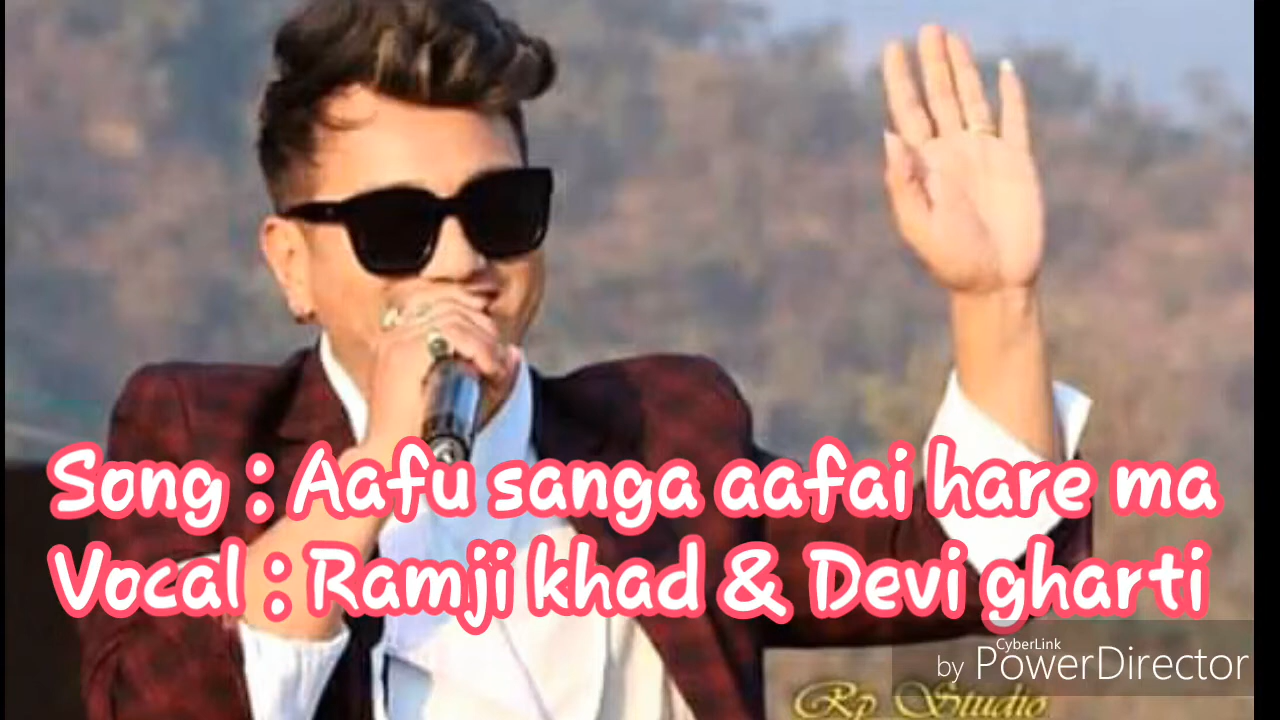 Song : Aafu sanga aafai hare ma
Vocal : Ramji khad & Devi gharti
CyberLink
by PowerDirector
Rp Studio